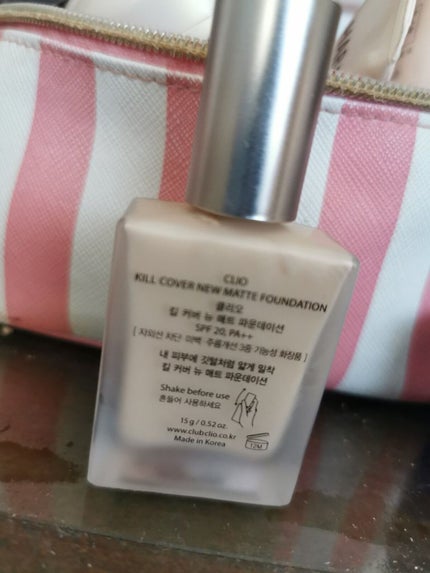 CLIO
KILL COVER NEW MATTE FOUNDATION
클리오
킬 커버 뉴 매트 파운데이션
SPF 20, PA++
[ 자외선 차단· 미백· 주름개선 3중 기능성 화장품 ]
내 피부에 깃털처럼 얇게 밀착
킬 커버 뉴 매트 파운데이션
Shake before use
흔들어 사용하세요
15 g / 0.52 oz.
www.clubclio.co.kr
Made in Korea
12M